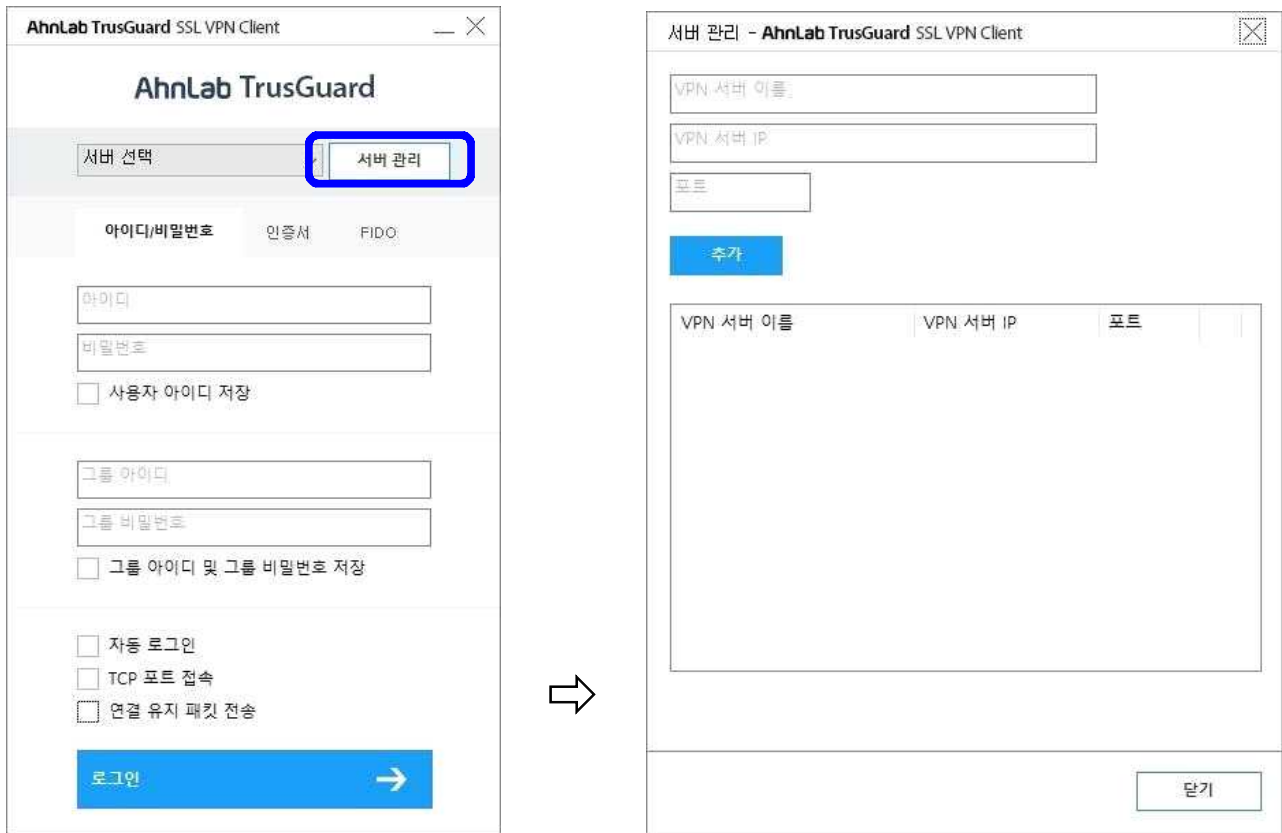 AhnLab TrusGuard SSL VPN Client
AhnLab TrusGuard
서버 선택
서버 관리
아이디/비밀번호 인증서 FIDO
아이디
비밀번호
사용자 아이디 저장
그룹 아이디
그룹 비밀번호
그룹 아이디 및 그룹 비밀번호 저장
자동 로그인
TCP 포트 접속
연결 유지 패킷 전송
로그인
서버 관리 - AhnLab TrusGuard SSL VPN Client
VPN 서버 이름
VPN 서버 IP
포트
추가
VPN 서버 이름 VPN 서버 IP 포트
닫기